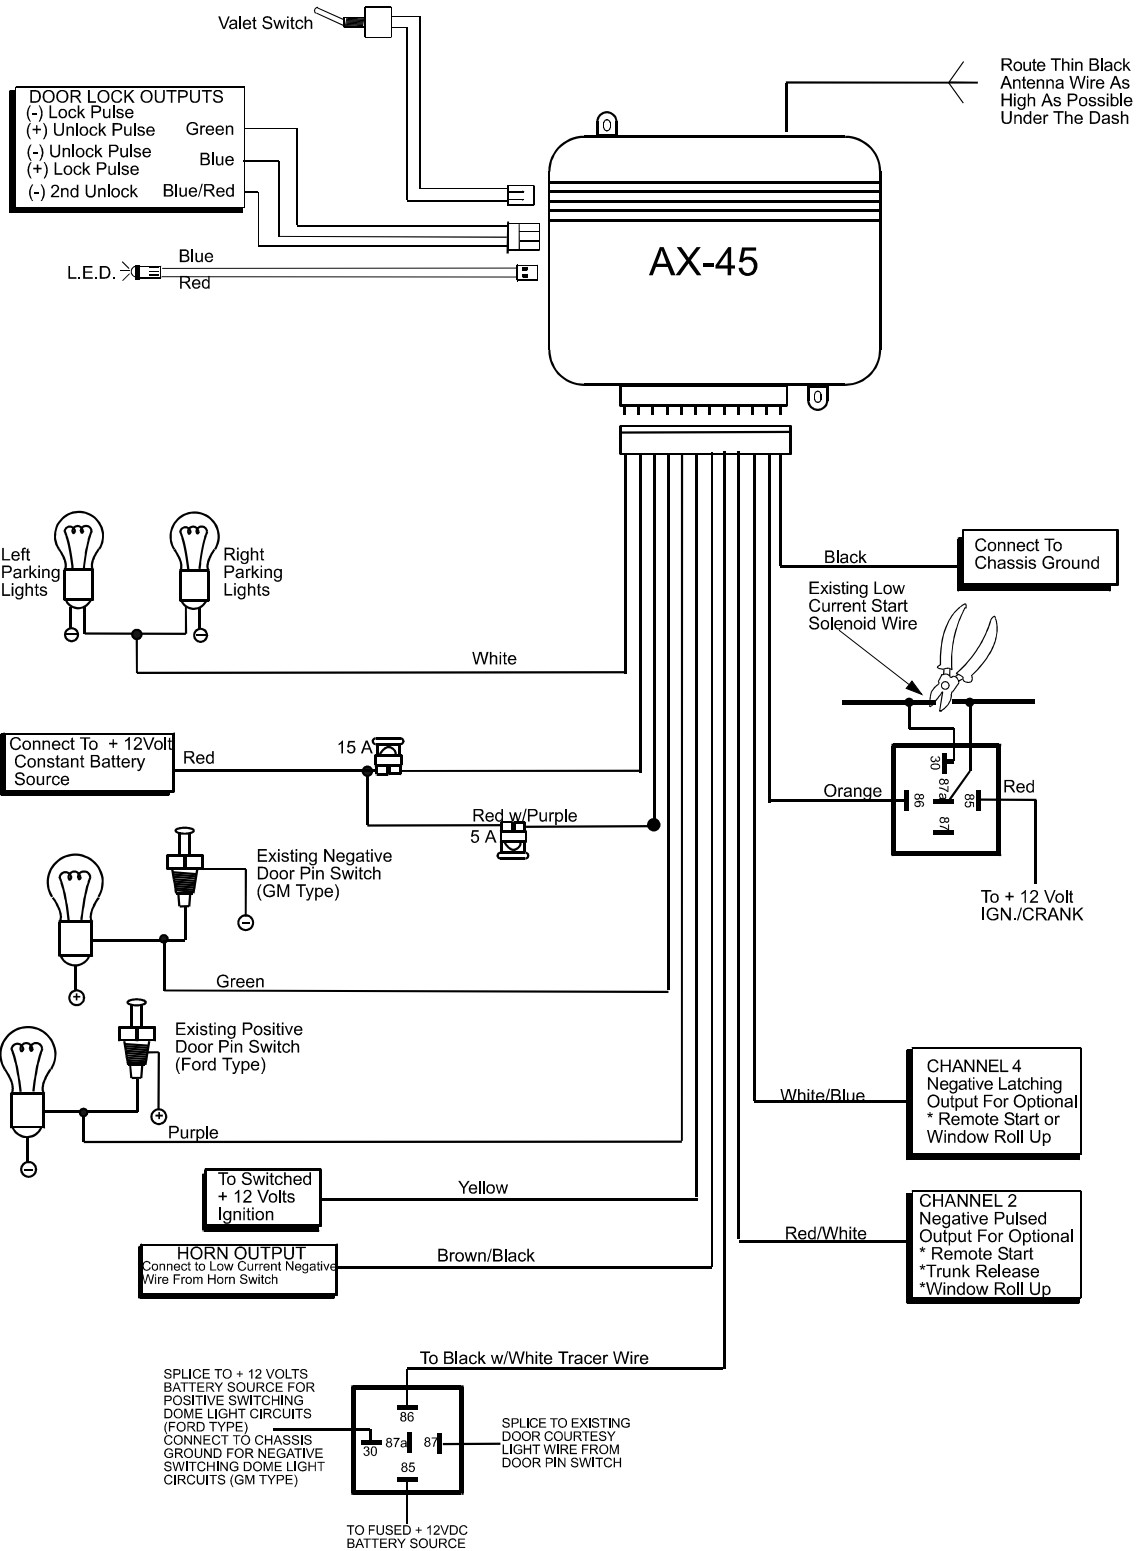 Valet Switch
Route Thin Black
Antenna Wire As
High As Possible
Under The Dash
DOOR LOCK OUTPUTS
(-) Lock Pulse
(+) Unlock Pulse
Green
(-) Unlock Pulse
(+) Lock Pulse
Blue
(-) 2nd Unlock
Blue/Red
L.E.D.
Blue
Red
AX-45
Left
Parking
Lights
Right
Parking
Lights
White
Black
Connect To
Chassis Ground
Existing Low
Current Start
Solenoid Wire
Connect To + 12Volt
Constant Battery
Source
Red
15 A
Red w/Purple
5 A
Orange
30
87a
86
85
87
Red
To + 12 Volt
IGN./CRANK
Existing Negative
Door Pin Switch
(GM Type)
Green
Existing Positive
Door Pin Switch
(Ford Type)
Purple
White/Blue
CHANNEL 4
Negative Latching
Output For Optional
* Remote Start or
Window Roll Up
To Switched
+ 12 Volts
Ignition
Yellow
Red/White
CHANNEL 2
Negative Pulsed
Output For Optional
* Remote Start
*Trunk Release
*Window Roll Up
HORN OUTPUT
Connect to Low Current Negative
Wire From Horn Switch
Brown/Black
To Black w/White Tracer Wire
SPLICE TO + 12 VOLTS
BATTERY SOURCE FOR
POSITIVE SWITCHING
DOME LIGHT CIRCUITS
(FORD TYPE)
CONNECT TO CHASSIS
GROUND FOR NEGATIVE
SWITCHING DOME LIGHT
CIRCUITS (GM TYPE)
86
30
87a
87
85
SPLICE TO EXISTING
DOOR COURTESY
LIGHT WIRE FROM
DOOR PIN SWITCH
TO FUSED + 12VDC
BATTERY SOURCE